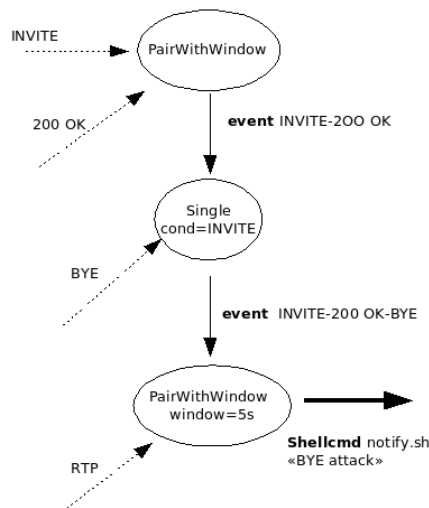 INVITE
PairWithWindow
200 OK
event INVITE-2OO OK
Single
cond=INVITE
BYE
event INVITE-200 OK-BYE
PairWithWindow
window=5s
Shellcmd notify.sh
«BYE attack»
RTP